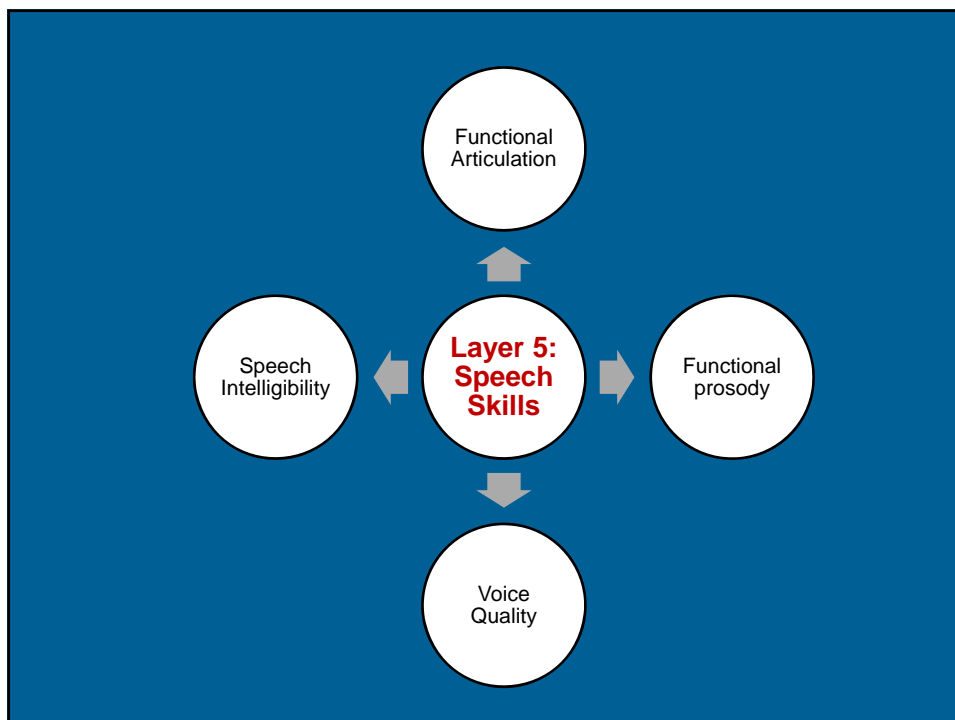 Functional
Articulation
Speech
Intelligibility
Layer 5:
Speech
Skills
Functional
prosody
Voice
Quality